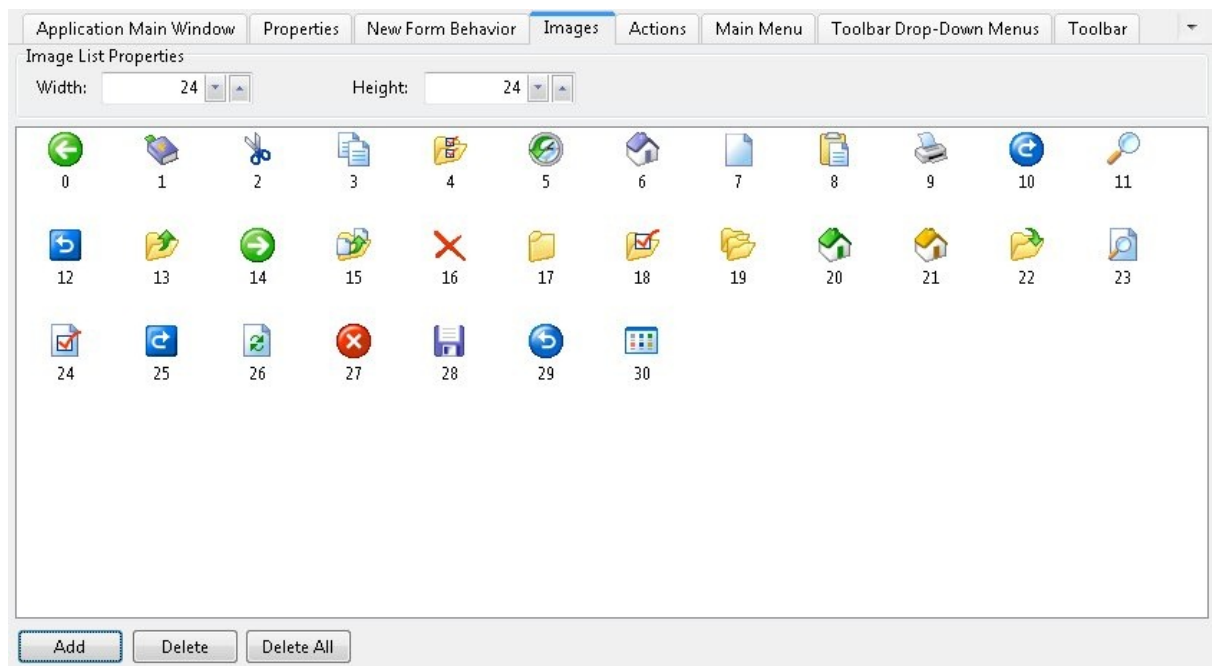 Application Main Window Properties New Form Behavior Images Actions Main Menu Toolbar Drop-Down Menus Toolbar
Image List Properties
Width: 24 Height: 24
0 1 2 3 4 5 6 7 8 9 10 11
12 13 14 15 16 17 18 19 20 21 22 23
24 25 26 27 28 29 30
Add Delete Delete All